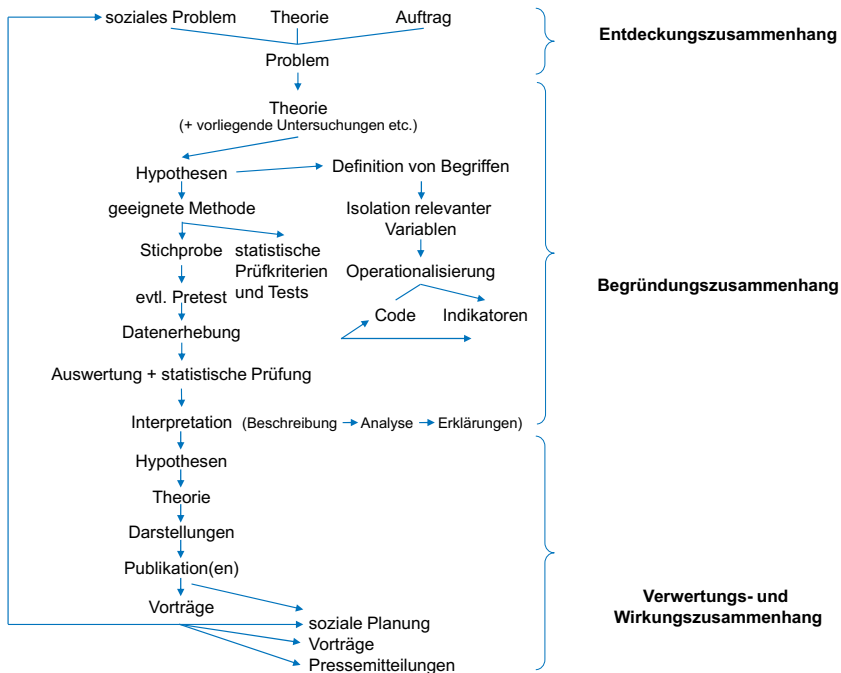 soziales Problem Theorie Auftrag
Entdeckungszusammenhang
Problem
Theorie
(+ vorliegende Untersuchungen etc.)
Hypothesen
Definition von Begriffen
geeignete Methode
Isolation relevanter
Variablen
Stichprobe
statistische
Prüfkriterien
und Tests
Operationalisierung
evtl. Pretest
Code Indikatoren
Begründungszusammenhang
Datenerhebung
Auswertung + statistische Prüfung
Interpretation (Beschreibung Analyse Erklärungen)
Hypothesen
Theorie
Darstellungen
Publikation(en)
Vorträge
Verwertungs- und
Wirkungszusammenhang
soziale Planung
Vorträge
Pressemitteilungen